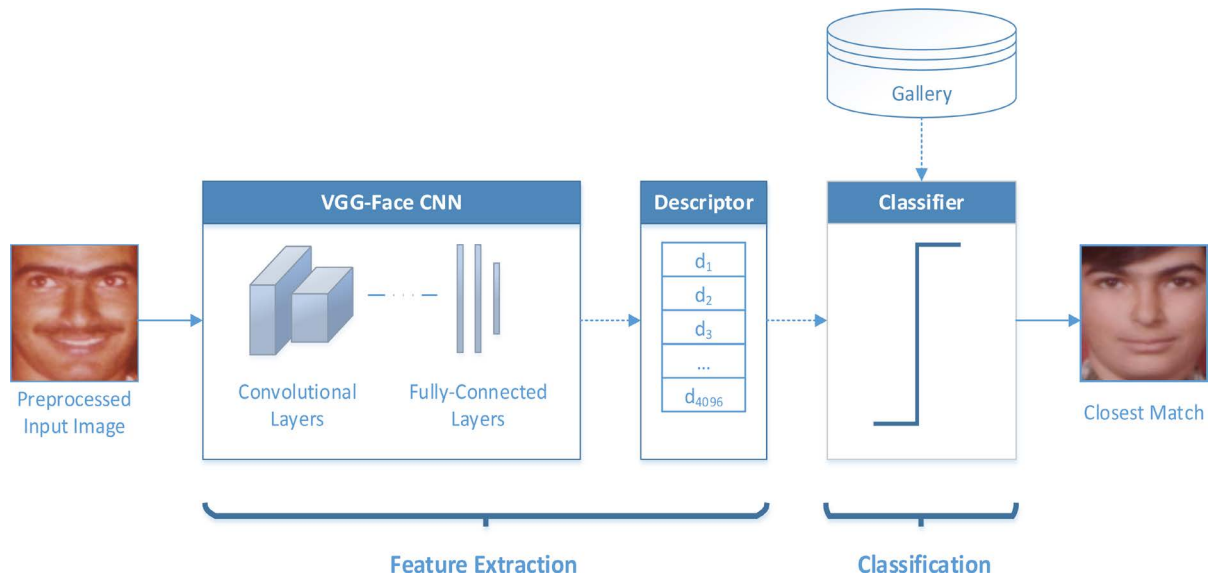 Gallery
VGG-Face CNN
Descriptor
Classifier
d₁
d₂
d₃
...
d₄₀₉₆
Convolutional
Layers
Fully-Connected
Layers
Preprocessed
Input Image
Closest Match
Feature Extraction
Classification